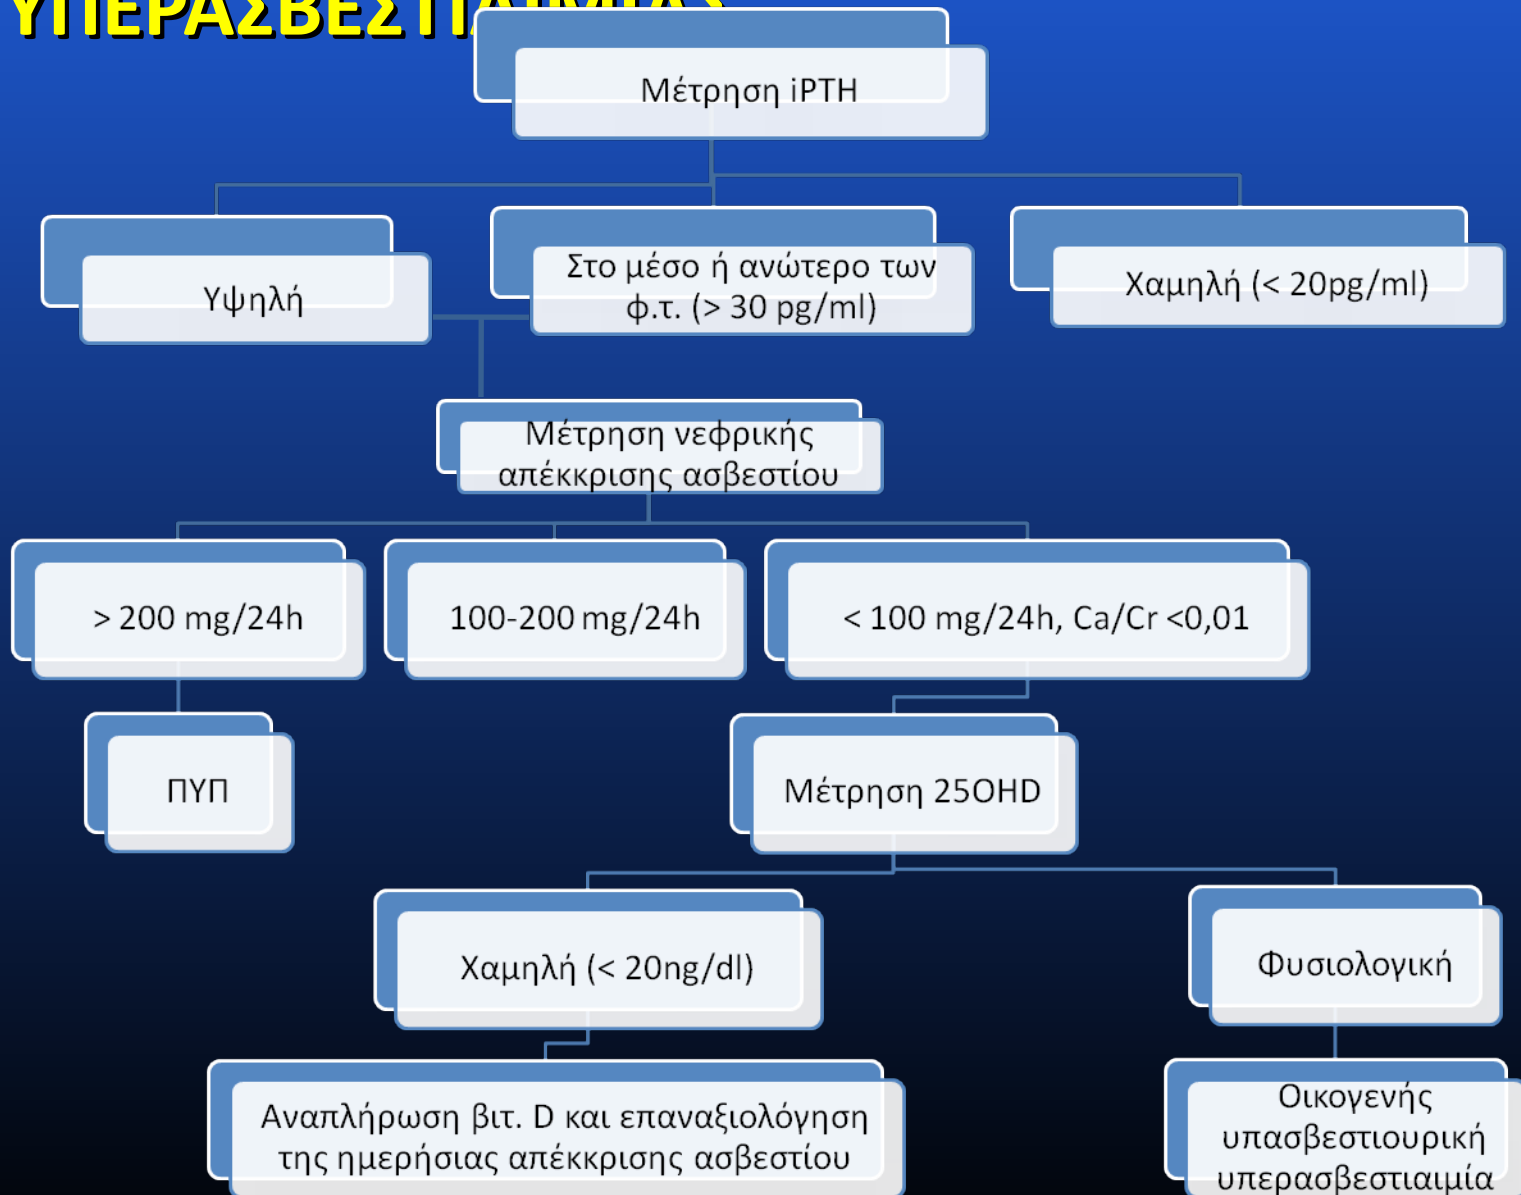 ΥΠΕΡΑΣΒΕΣΤΙΑΙΜΙΑΣ
Μέτρηση iPTH
Υψηλή
Στο μέσο ή ανώτερο των
φ.τ. (> 30 pg/ml)
Χαμηλή (< 20pg/ml)
Μέτρηση νεφρικής
απέκκρισης ασβεστίου
> 200 mg/24h
100-200 mg/24h
< 100 mg/24h, Ca/Cr <0,01
ΠΥΠ
Μέτρηση 25OHD
Χαμηλή (< 20ng/dl)
Φυσιολογική
Αναπλήρωση βιτ. D και επαναξιολόγηση
της ημερήσιας απέκκρισης ασβεστίου
Οικογενής
υπασβεστιουρική
υπερασβεστιαιμία